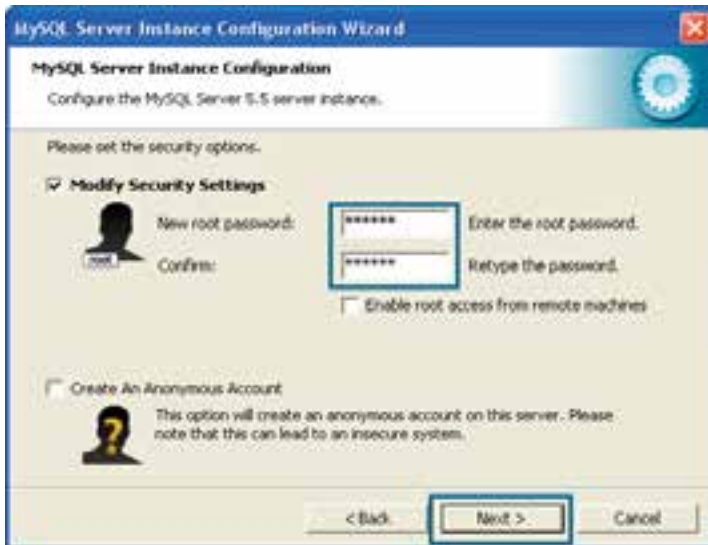 MySQL Server Instance Configuration Wizard
MySQL Server Instance Configuration
Configure the MySQL Server 5.5 server instance.
Please set the security options.
Modify Security Settings
New root password: ****** Enter the root password.
root
Confirm: ****** Retype the password.
Enable root access from remote machines
Create An Anonymous Account
This option will create an anonymous account on this server. Please
note that this can lead to an insecure system.
?
< Back Next > Cancel